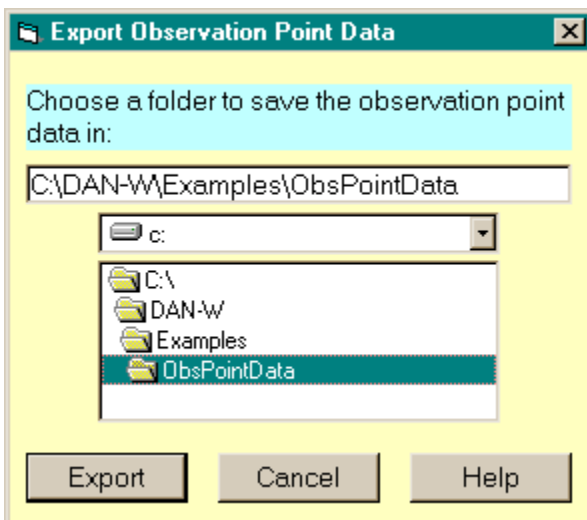 Export Observation Point Data
Choose a folder to save the observation point
data in:
C:\DAN-W\Examples\ObsPointData
c:
C:\
DAN-W
Examples
ObsPointData
Export Cancel Help